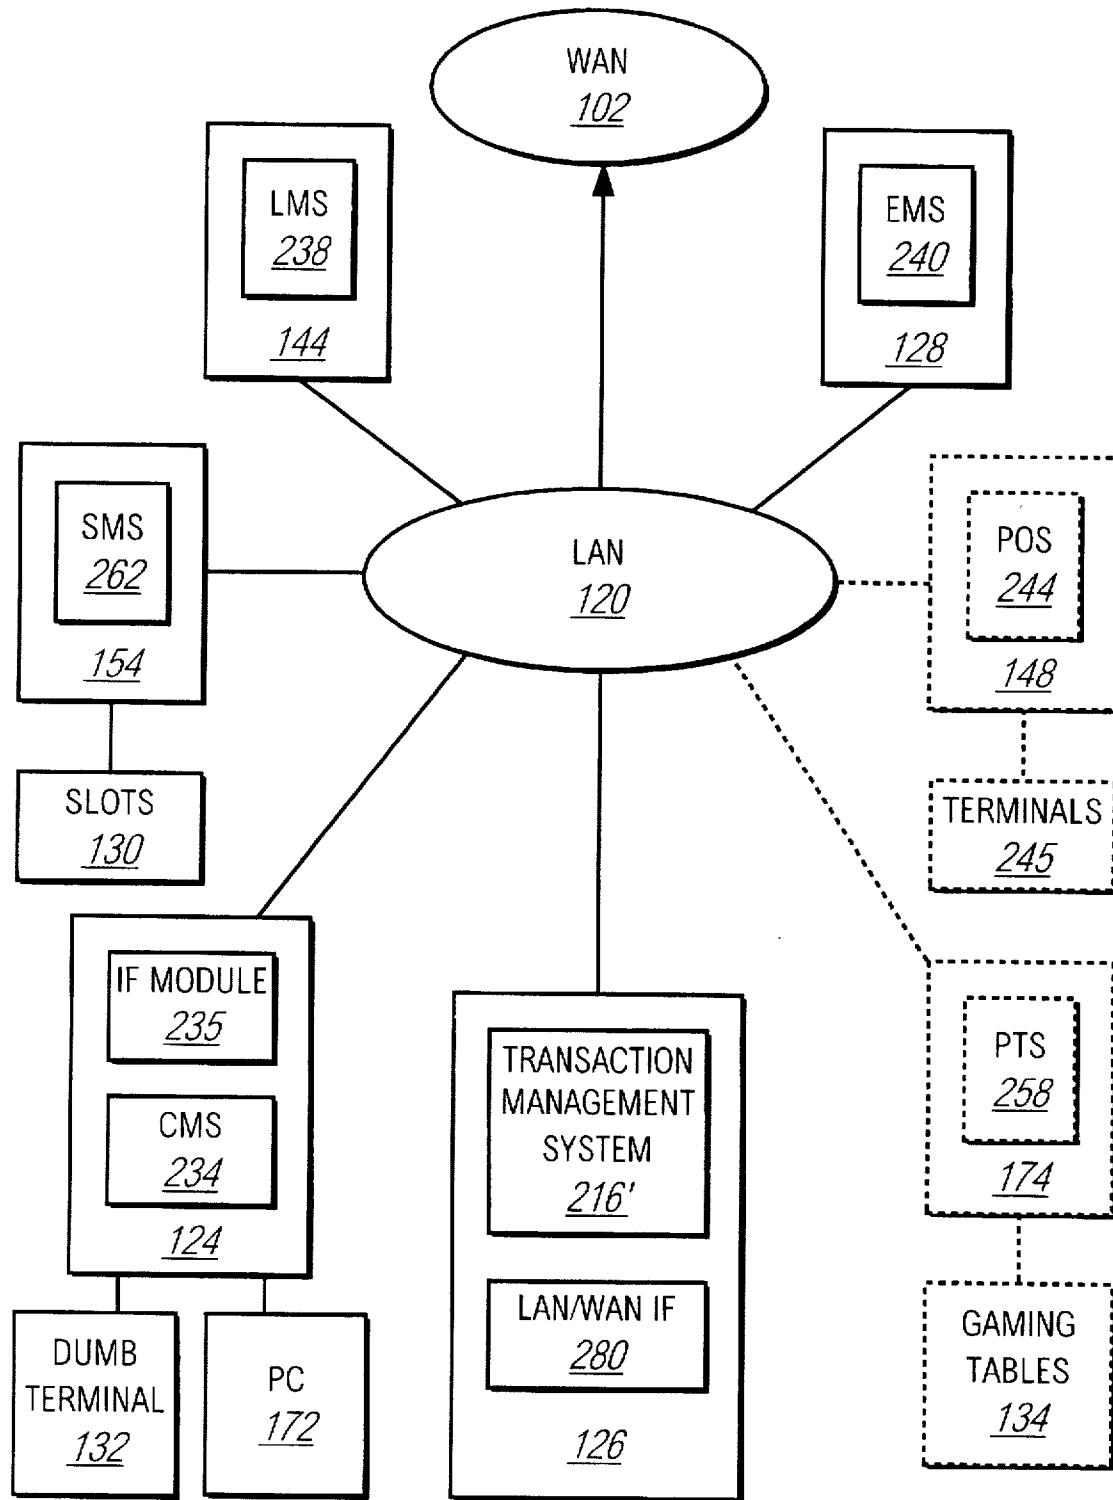 WAN
102
LMS
238
144
EMS
240
128
SMS
262
154
LAN
120
POS
244
148
SLOTS
130
TERMINALS
245
IF MODULE
235
CMS
234
124
TRANSACTION
MANAGEMENT
SYSTEM
216'
LAN/WAN IF
280
126
PTS
258
174
DUMB
TERMINAL
132
PC
172
GAMING
TABLES
134